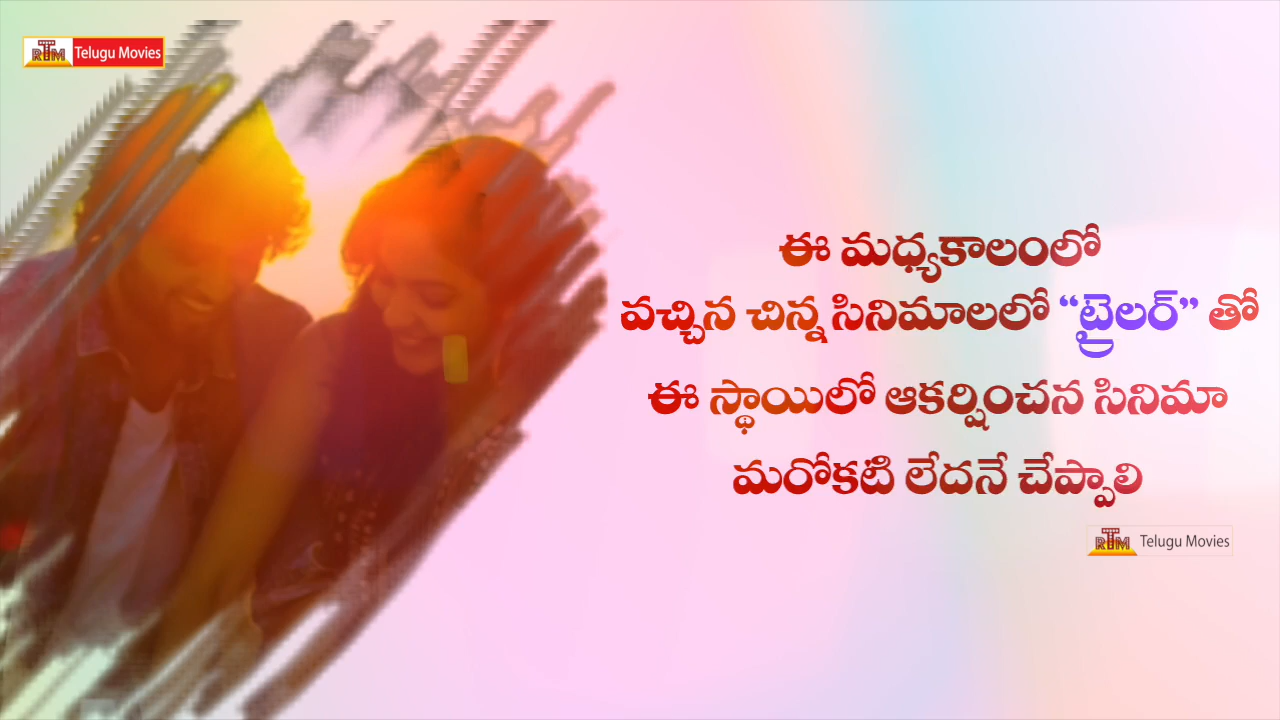 RTM Telugu Movies
ఈ మధ్యకాలంలో
వచ్చిన చిన్న సినిమాలలో “ట్రైలర్” తో
ఈ స్థాయిలో ఆకర్షించన సినిమా
మరోకటి లేదనే చేప్పాలి
RTM Telugu Movies